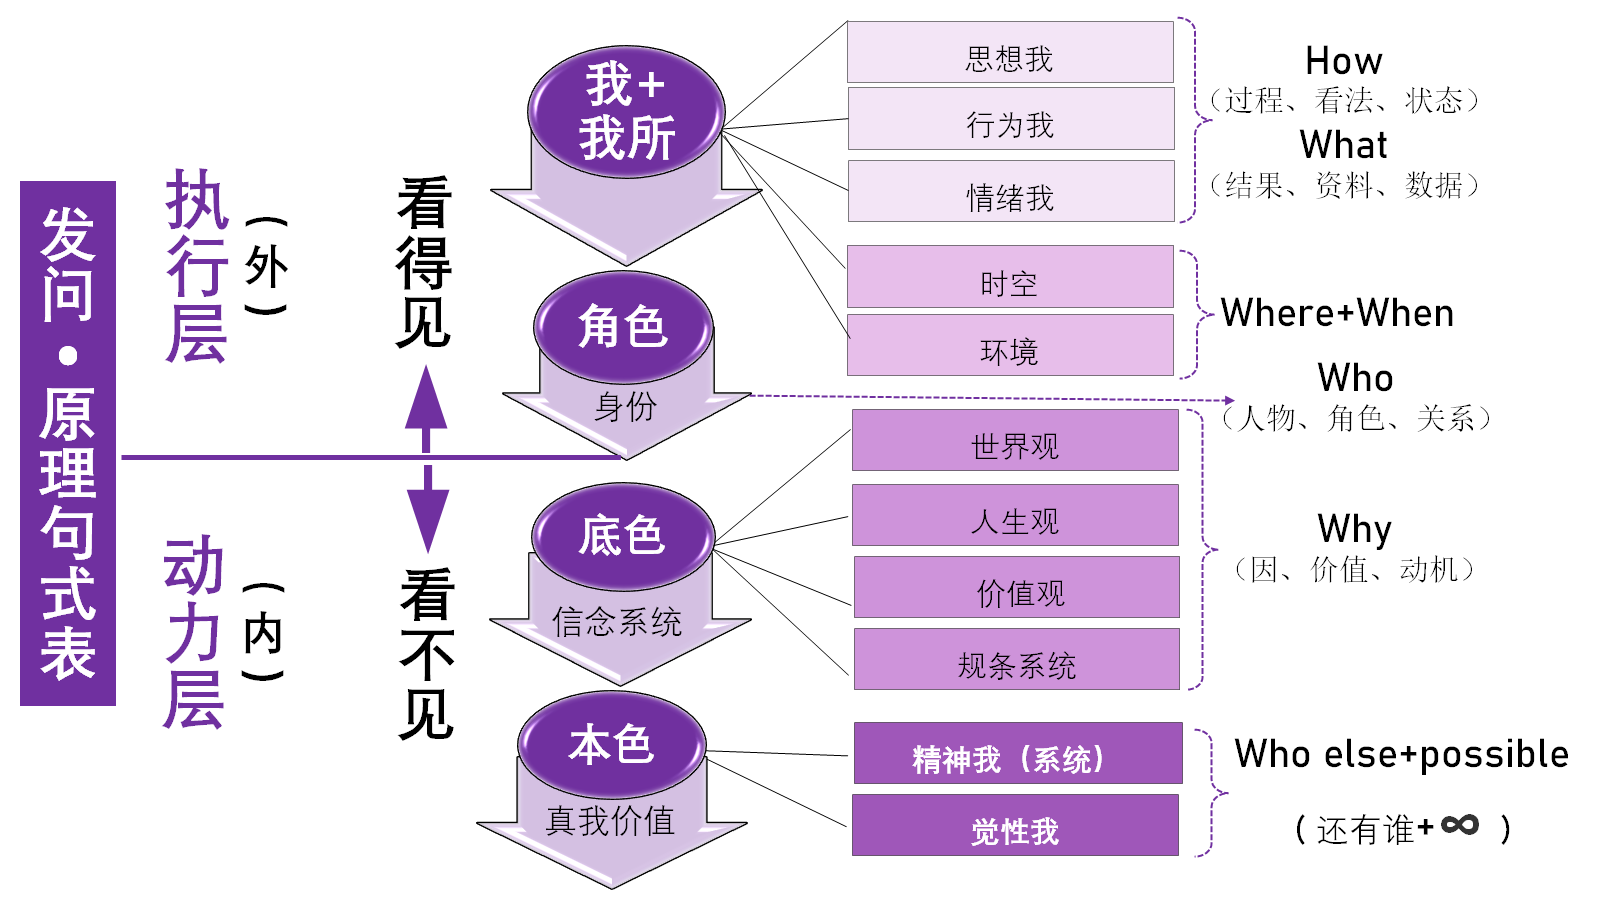 发问·原理句式表
执行层
（外）
看得见
动力层
（内）
看不见
我+
我所
思想我
行为我
情绪我
时空
环境
How
（过程、看法、状态）
What
（结果、资料、数据）
Where+When
角色
身份
Who
（人物、角色、关系）
底色
信念系统
世界观
人生观
价值观
规条系统
Why
（因、价值、动机）
本色
真我价值
精神我（系统）
觉性我
Who else+possible
（还有谁+∞）